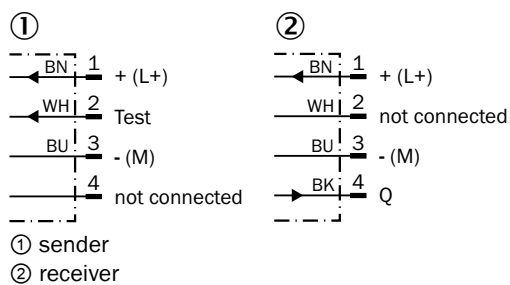 ①
BN 1 + (L+)
WH 2 Test
BU 3 - (M)
4 not connected
②
BN 1 + (L+)
WH 2 not connected
BU 3 - (M)
BK 4 Q
① sender
② receiver